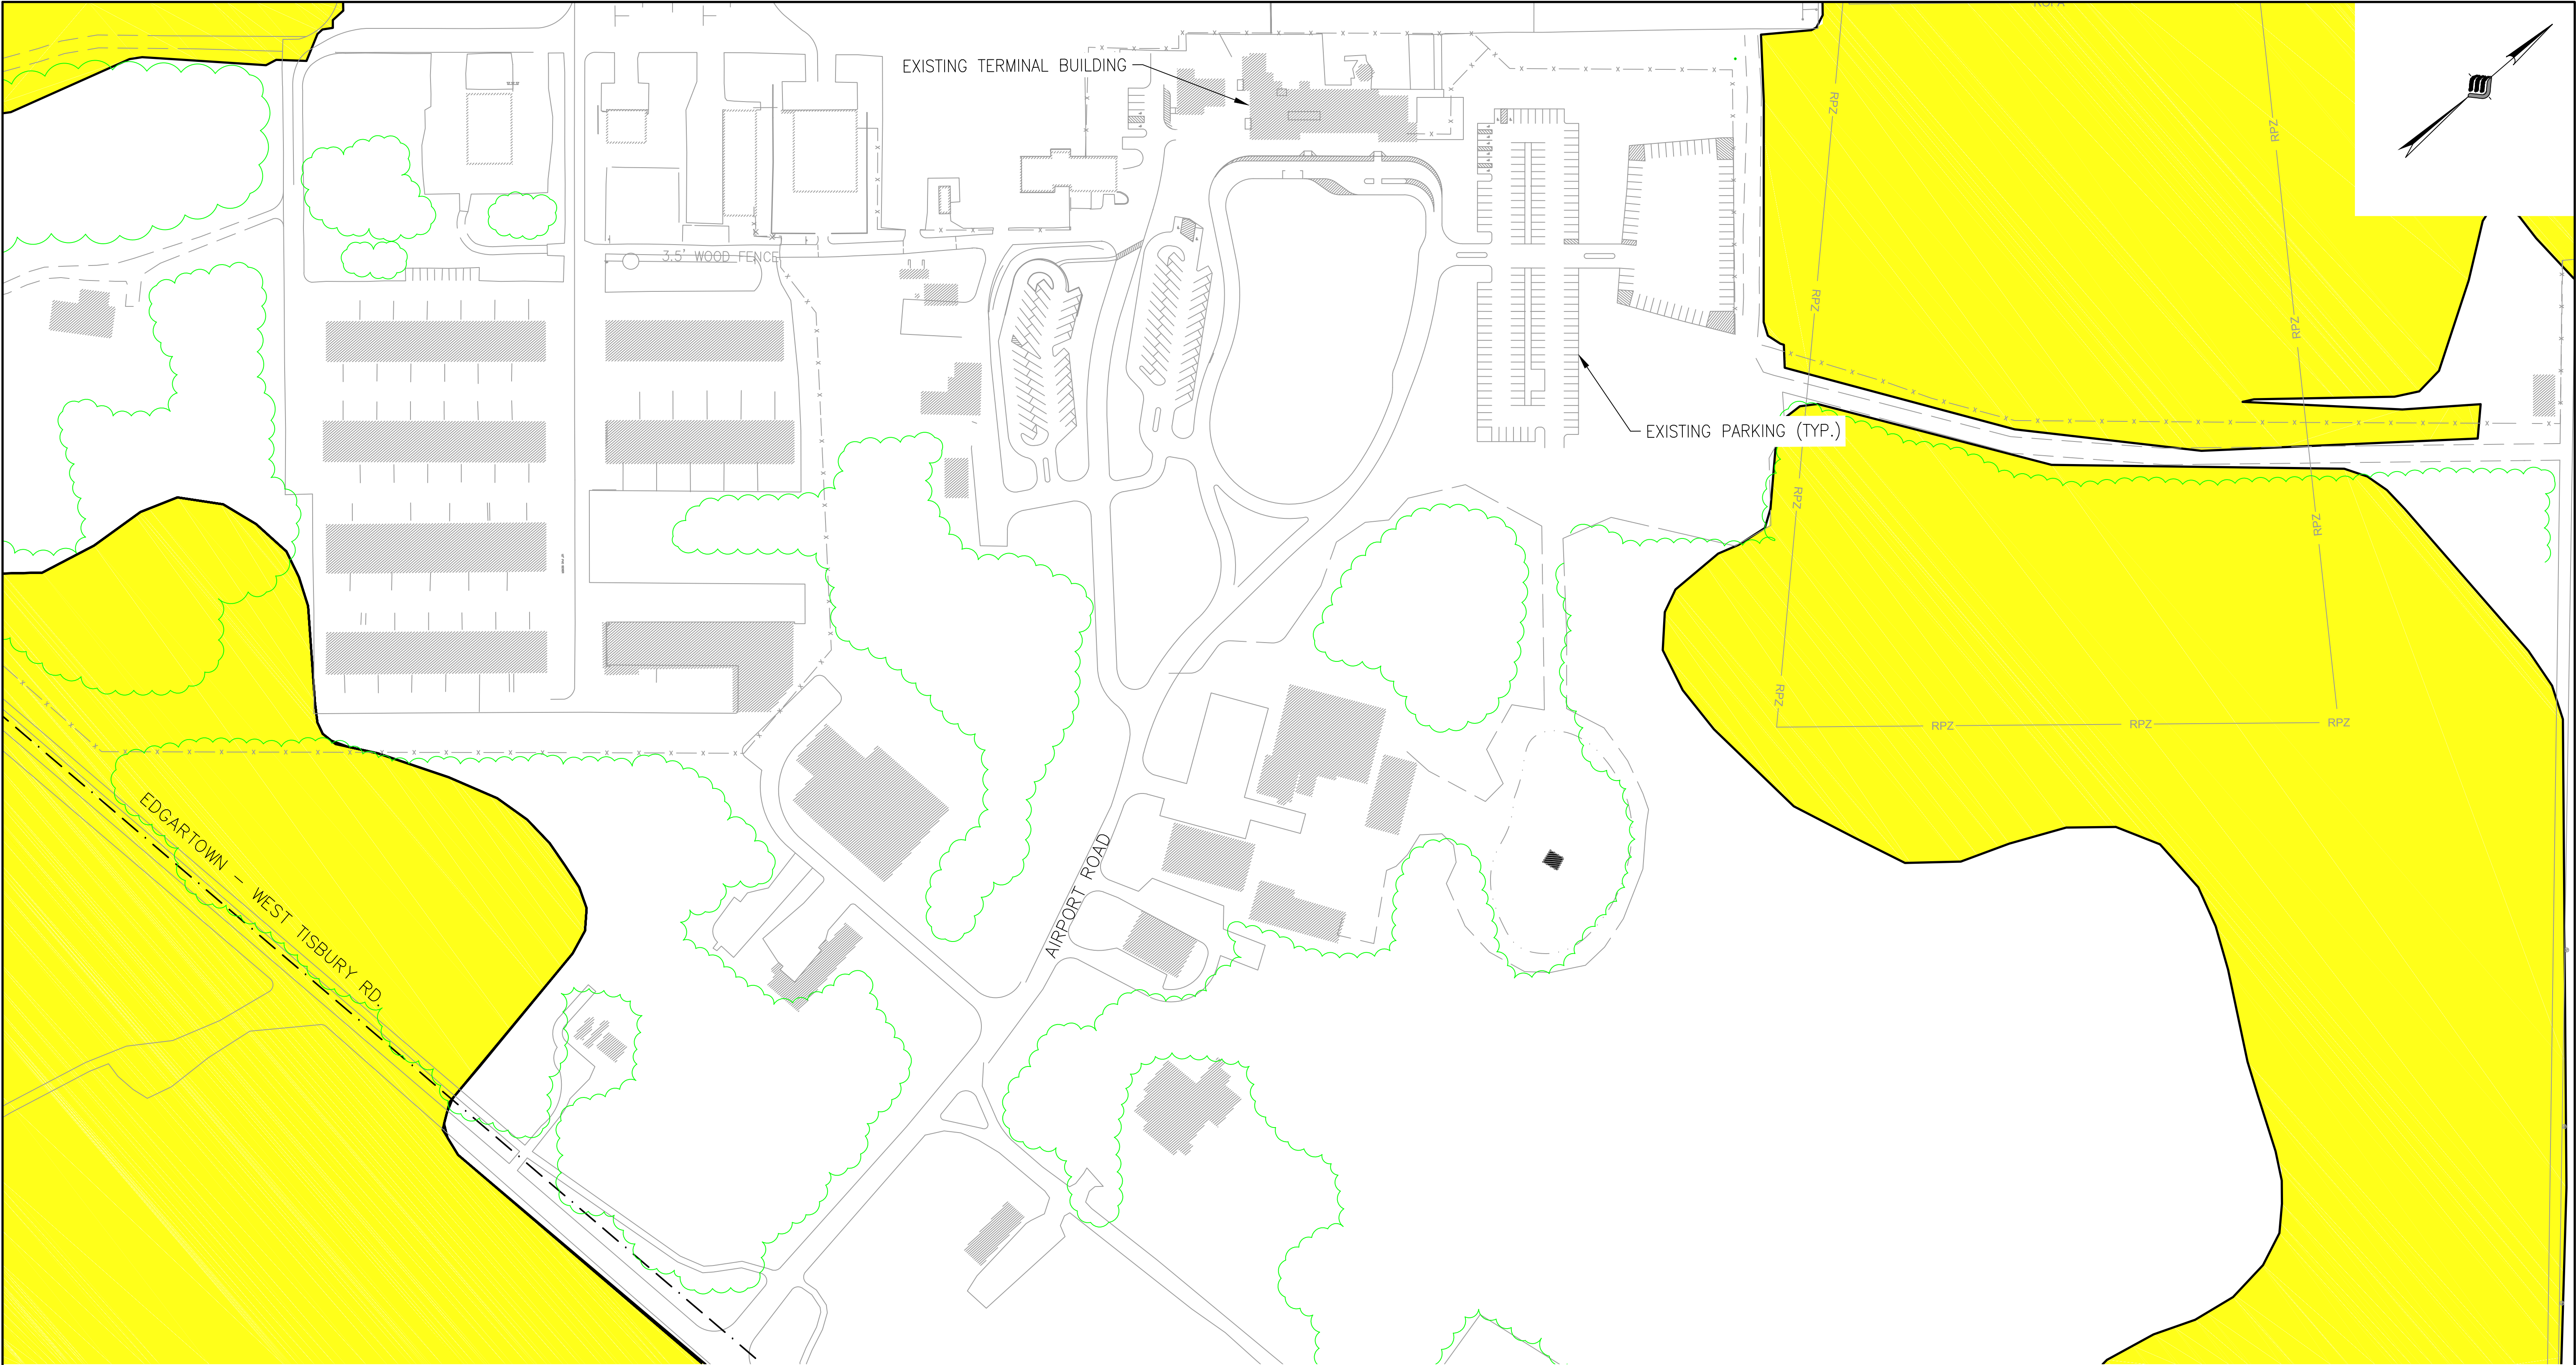 EXISTING TERMINAL BUILDING
3.5' WOOD FENCE
EXISTING PARKING (TYP.)
RPZ
RPZ
RPZ
RPZ
RPZ
RPZ
RPZ
RPZ
RPZ
RPZ
EDGARTOWN - WEST TISBURY RD.
AIRPORT ROAD